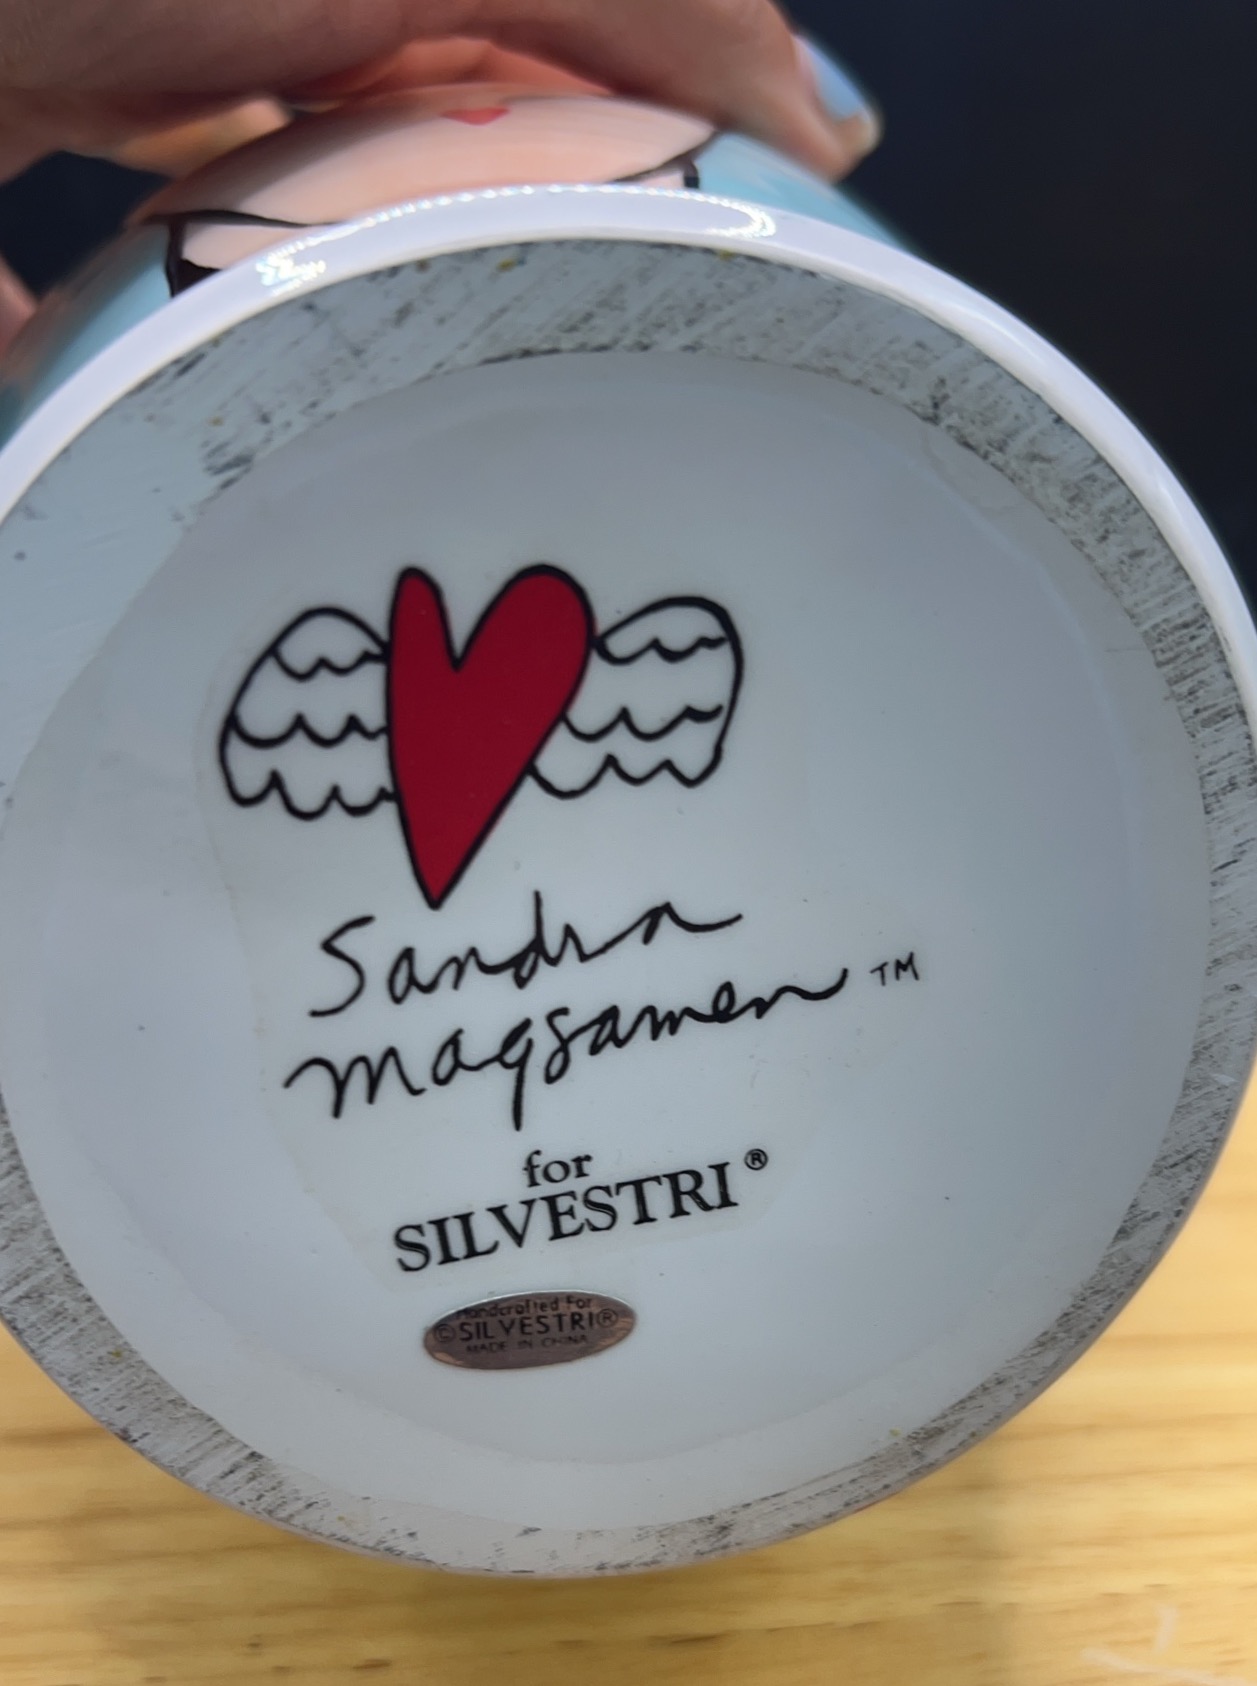 Sandra
Magsamen™
for
SILVESTRI®
Handcrafted For
©SILVESTRI®
MADE IN CHINA